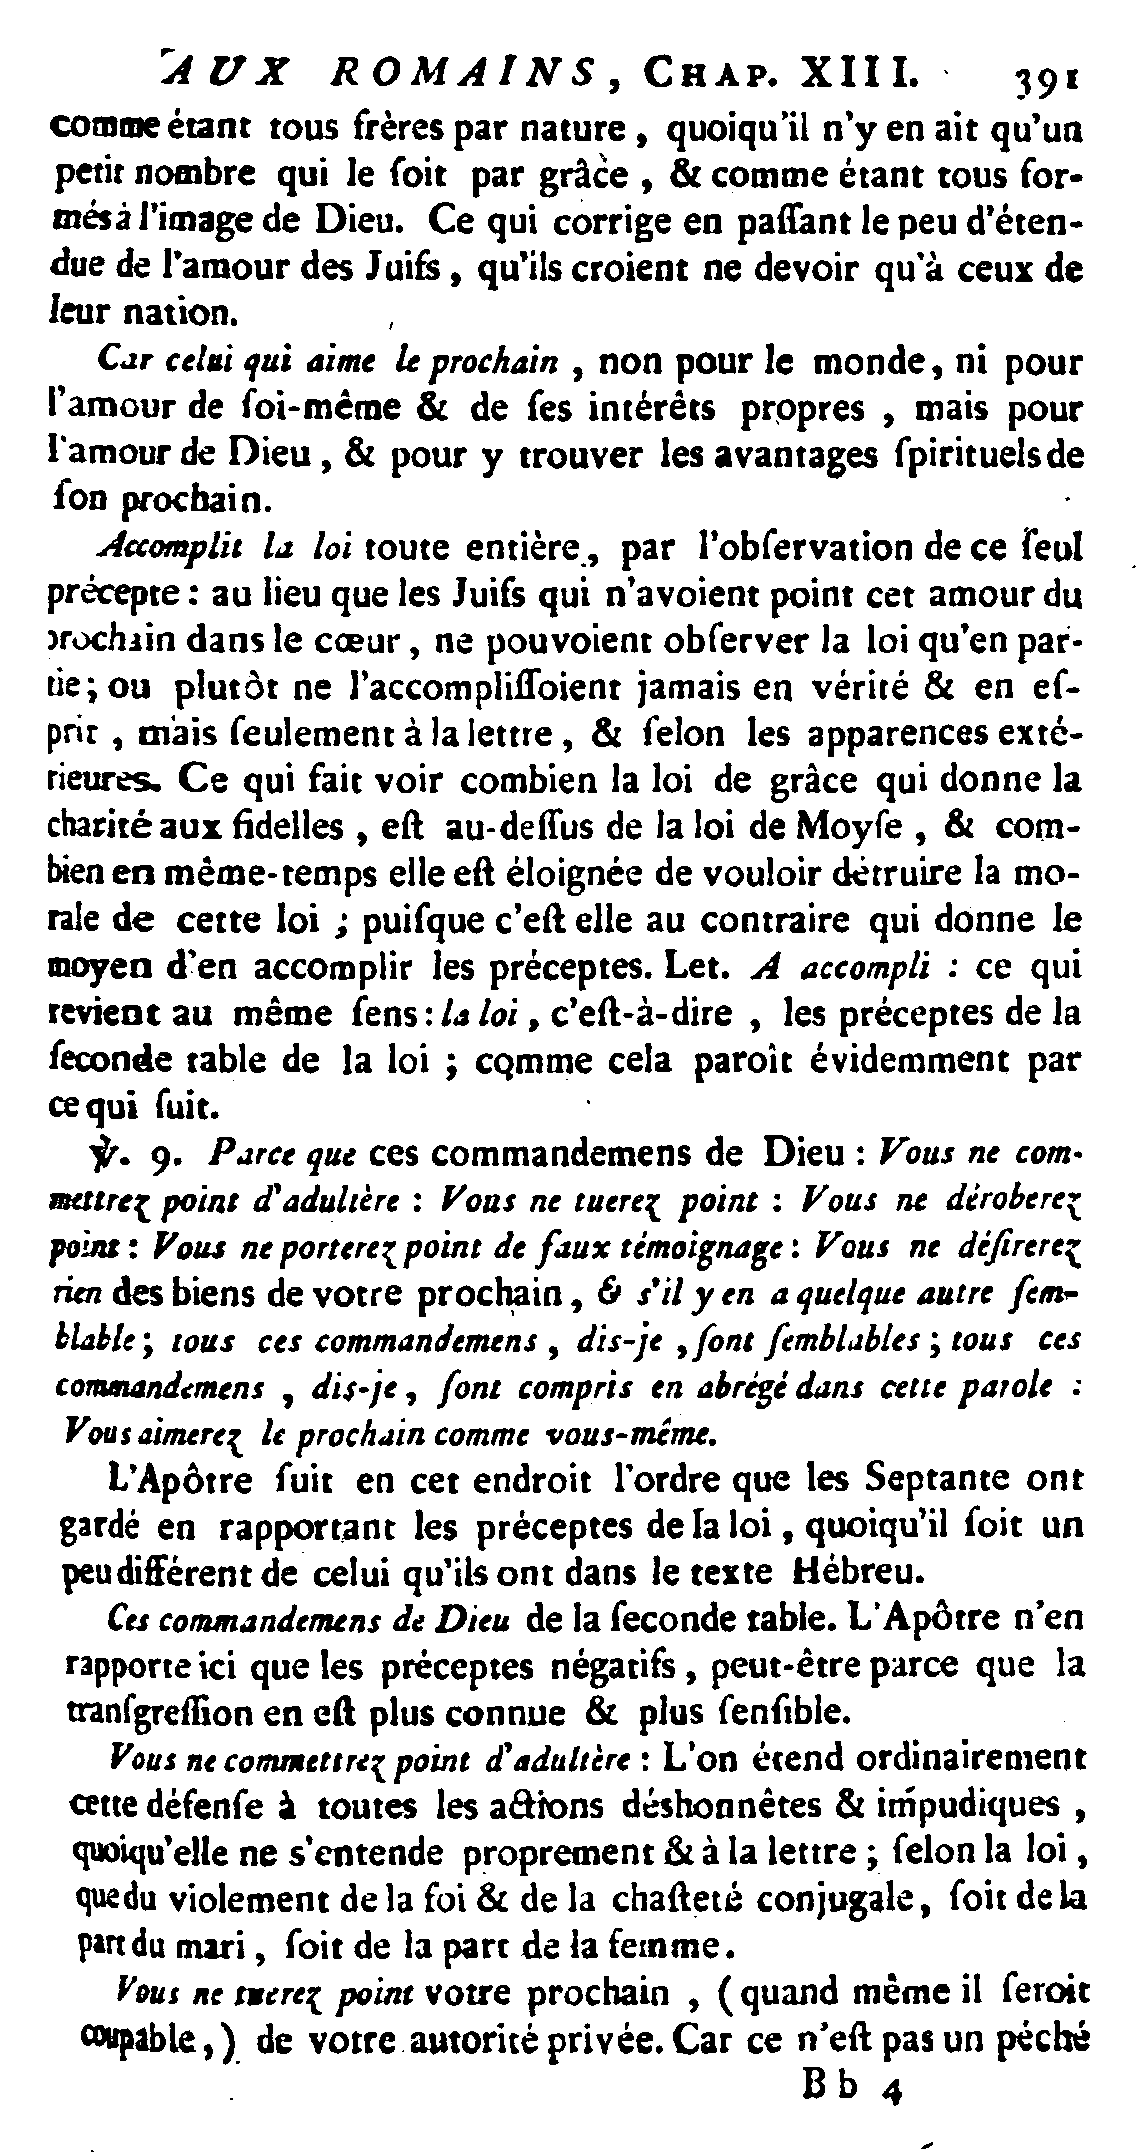 AUX ROMAINS, CHAP. XIII. 391
comme étant tous frères par nature, quoiqu'il n'y en ait qu'un
petit nombre qui le ſoit par grâce, & comme étant tous for-
més à l'image de Dieu. Ce qui corrige en paſſant le peu d'éten-
due de l'amour des Juifs, qu'ils croient ne devoir qu'à ceux de
leur nation.
Car celui qui aime le prochain, non pour le monde, ni pour
l'amour de ſoi-même & de ſes intérêts propres, mais pour
l'amour de Dieu, & pour y trouver les avantages ſpirituels de
ſon prochain.
Accomplit la loi toute entière, par l'obſervation de ce ſeul
précepte : au lieu que les Juifs qui n'avoient point cet amour du
prochain dans le cœur, ne pouvoient obſerver la loi qu'en par-
tie; ou plutôt ne l'accompliſſoient jamais en vérité & en eſ-
prit, mais ſeulement à la lettre, & ſelon les apparences exté-
rieures. Ce qui fait voir combien la loi de grâce qui donne la
charité aux fidelles, eſt au-deſſus de la loi de Moyſe, & com-
bien en même-temps elle eſt éloignée de vouloir détruire la mo-
rale de cette loi ; puiſque c'eſt elle au contraire qui donne le
moyen d'en accomplir les préceptes. Let. A accompli : ce qui
revient au même ſens : la loi, c'eſt-à-dire, les préceptes de la
ſeconde table de la loi ; comme cela paroît évidemment par
ce qui ſuit.
℣. 9. Parce que ces commandemens de Dieu : Vous ne com-
mettrez point d'adultère : Vous ne tuerez point : Vous ne déroberez
point : Vous ne porterez point de faux témoignage : Vous ne déſirerez
rien des biens de votre prochain, & s'il y en a quelque autre ſem-
blable ; tous ces commandemens, dis-je, ſont ſemblables ; tous ces
commandemens, dis-je, ſont compris en abrégé dans cette parole :
Vous aimerez le prochain comme vous-même.
L'Apôtre ſuit en cet endroit l'ordre que les Septante ont
gardé en rapportant les préceptes de la loi, quoiqu'il ſoit un
peu différent de celui qu'ils ont dans le texte Hébreu.
Ces commandemens de Dieu de la ſeconde table. L'Apôtre n'en
rapporte ici que les préceptes négatifs, peut-être parce que la
tranſgreſſion en eſt plus connue & plus ſenſible.
Vous ne commettrez point d'adultère : L'on étend ordinairement
cette défenſe à toutes les actions déshonnêtes & impudiques,
quoiqu'elle ne s'entende proprement & à la lettre ; ſelon la loi,
que du violement de la foi & de la chaſteté conjugale, ſoit de la
part du mari, ſoit de la part de la femme.
Vous ne tuerez point votre prochain, (quand même il ſeroit
coupable,) de votre autorité privée. Car ce n'eſt pas un péché
Bb 4